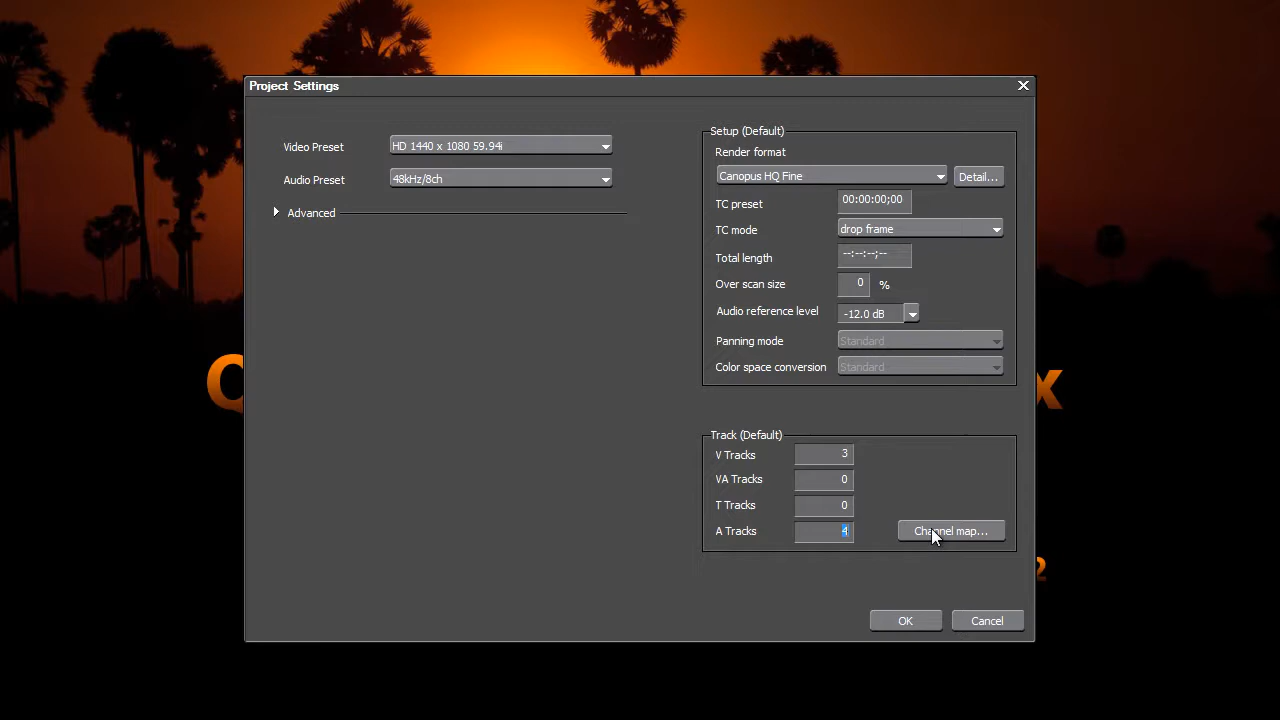 Project Settings
Video Preset HD 1440 x 1080 59.94i
Audio Preset 48kHz/8ch
Advanced
Setup (Default)
Render format
Canopus HQ Fine Detail...
TC preset 00:00:00;00
TC mode drop frame
Total length --:--:--;--
Over scan size 0 %
Audio reference level -12.0 dB
Panning mode Standard
Color space conversion Standard
Track (Default)
V Tracks 3
VA Tracks 0
T Tracks 0
A Tracks 4 Channel map...
OK Cancel